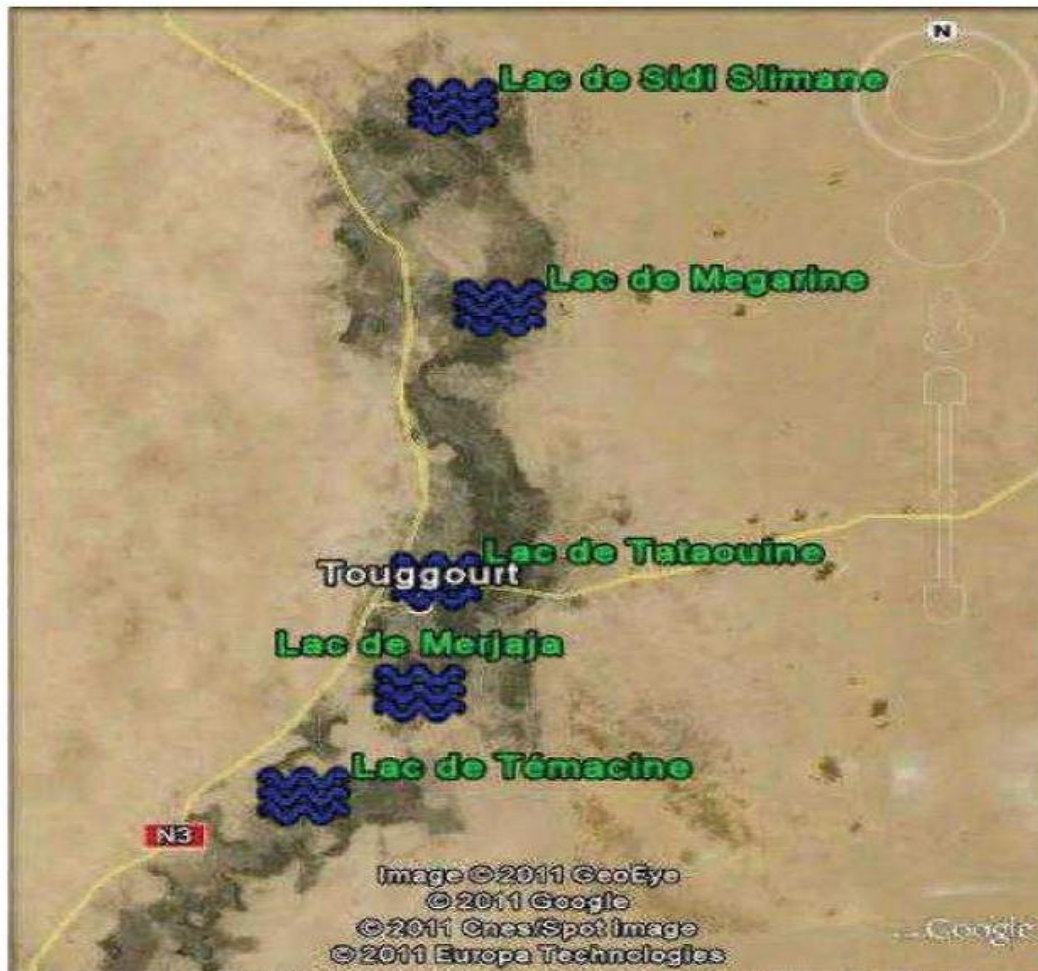 N
Lac de Sidi Slimane
Lac de Megarine
Lac de Tataouine
Touggourt
Lac de Merjaja
Lac de Témacine
N3
Image © 2011 GeoEye
© 2011 Google
© 2011 Cnes/Spot Image
© 2011 Europa Technologies
Google